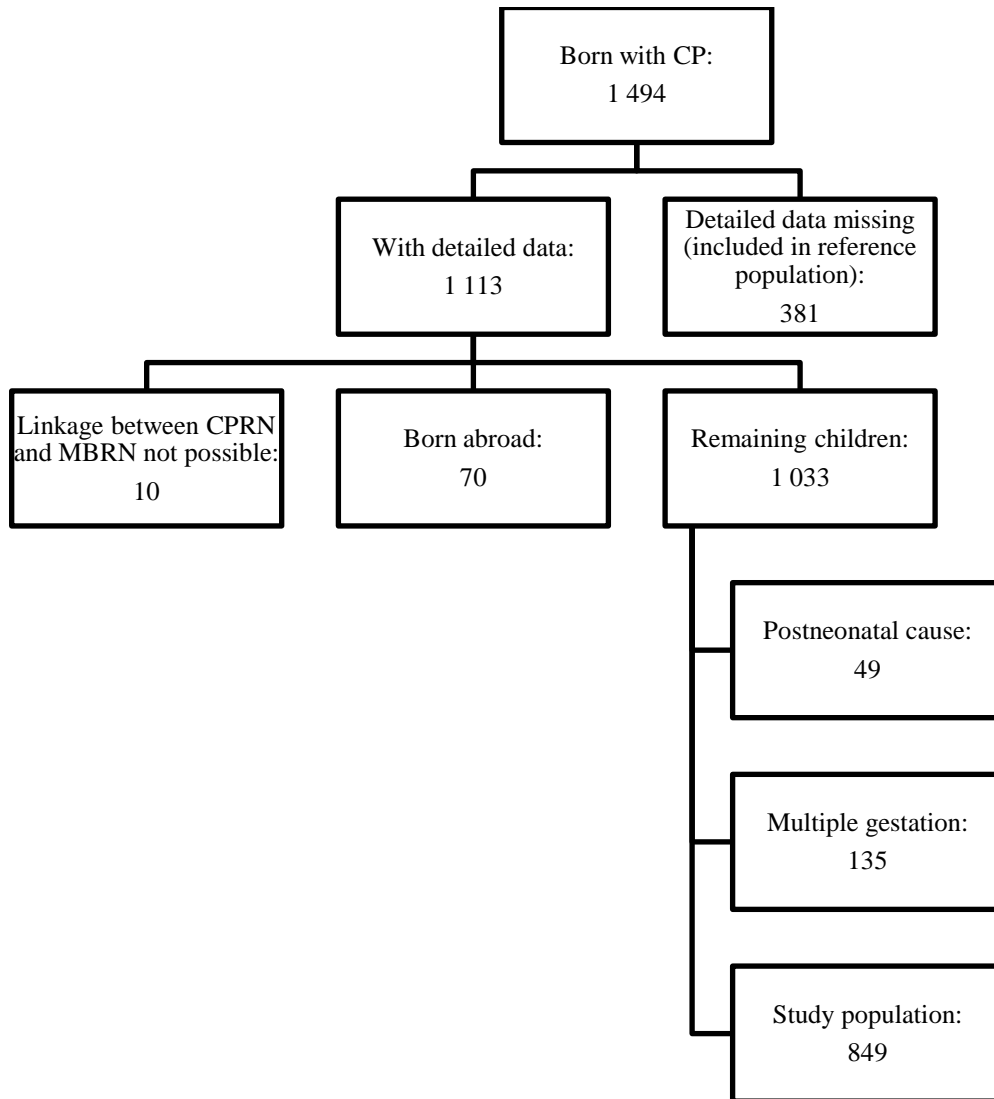 Born with CP:
1 494
With detailed data:
1 113
Detailed data missing
(included in reference
population):
381
Linkage between CPRN
and MBRN not possible:
10
Born abroad:
70
Remaining children:
1 033
Postneonatal cause:
49
Multiple gestation:
135
Study population:
849